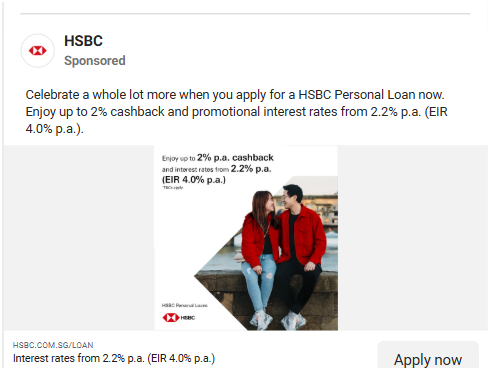 HSBC
Sponsored
Celebrate a whole lot more when you apply for a HSBC Personal Loan now.
Enjoy up to 2% cashback and promotional interest rates from 2.2% p.a. (EIR
4.0% p.a.).
Enjoy up to 2% p.a. cashback
and interest rates from 2.2% p.a.
(EIR 4.0% p.a.)
*T&Cs apply
HSBC Personal Loans
HSBC
HSBC.COM.SG/LOAN
Interest rates from 2.2% p.a. (EIR 4.0% p.a.)
Apply now